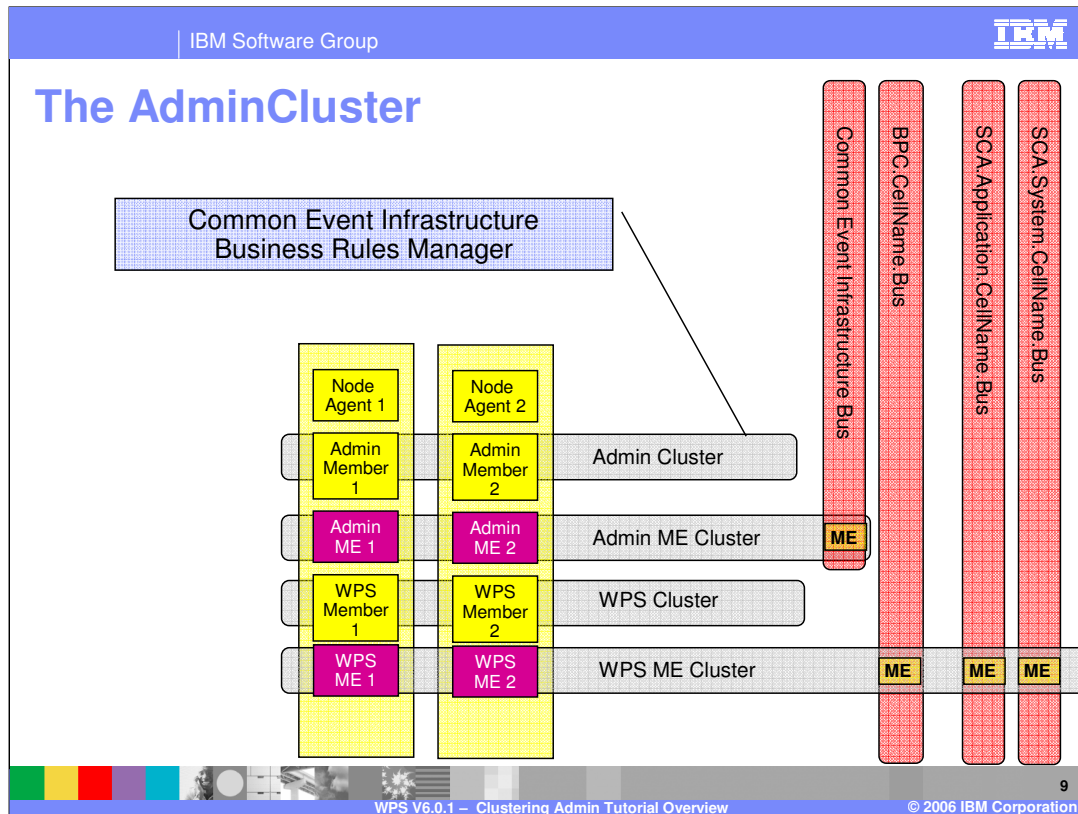 IBM Software Group
IBM
The AdminCluster
Common Event Infrastructure
Business Rules Manager
Common Event Infrastructure Bus
BPC.CellName.Bus
SCA.Application.CellName.Bus
SCA.System.CellName.Bus
Node
Agent 1
Node
Agent 2
Admin
Member
1
Admin
Member
2
Admin Cluster
Admin
ME 1
Admin
ME 2
Admin ME Cluster
ME
WPS
Member
1
WPS
Member
2
WPS Cluster
WPS
ME 1
WPS
ME 2
WPS ME Cluster
ME
ME
ME
9
WPS V6.0.1 – Clustering Admin Tutorial Overview
© 2006 IBM Corporation